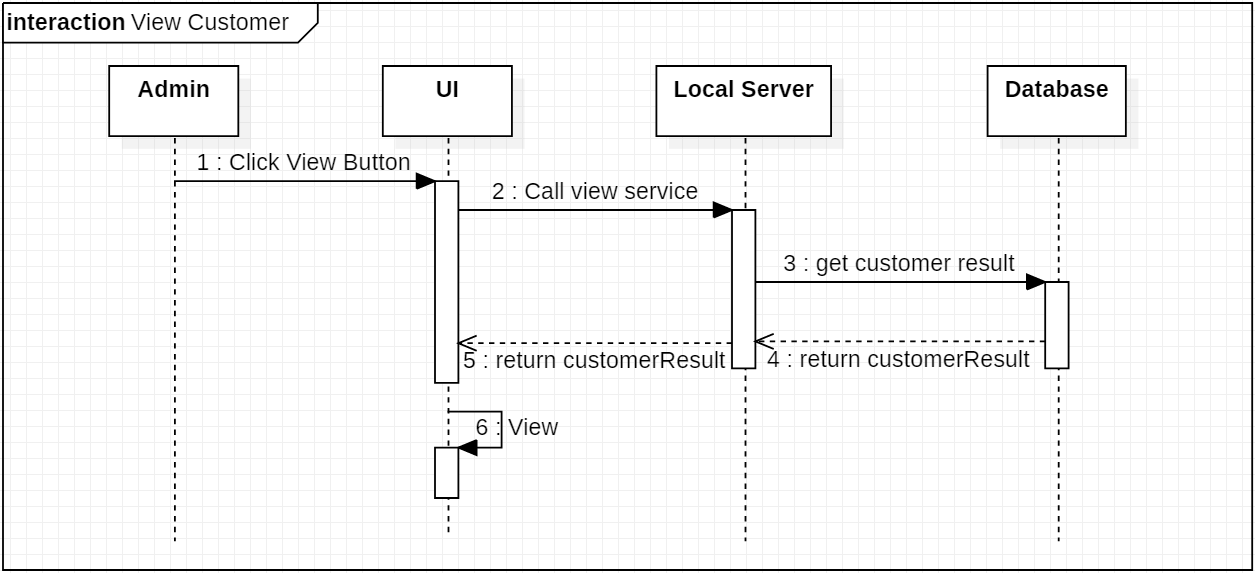 interaction View Customer
Admin
UI
Local Server
Database
1 : Click View Button
2 : Call view service
3 : get customer result
4 : return customerResult
5 : return customerResult
6 : View